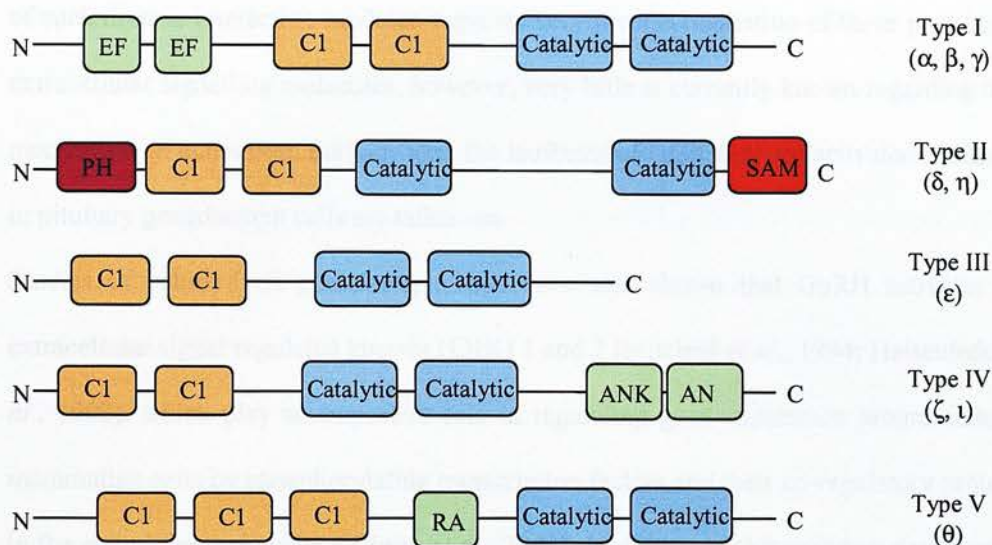 N EF EF C1 C1 Catalytic Catalytic C Type I
(α, β, γ)
N PH C1 C1 Catalytic Catalytic SAM C Type II
(δ, η)
N C1 C1 Catalytic Catalytic C Type III
(ε)
N C1 C1 Catalytic Catalytic ANK AN C Type IV
(ζ, ι)
N C1 C1 C1 RA Catalytic Catalytic C Type V
(θ)